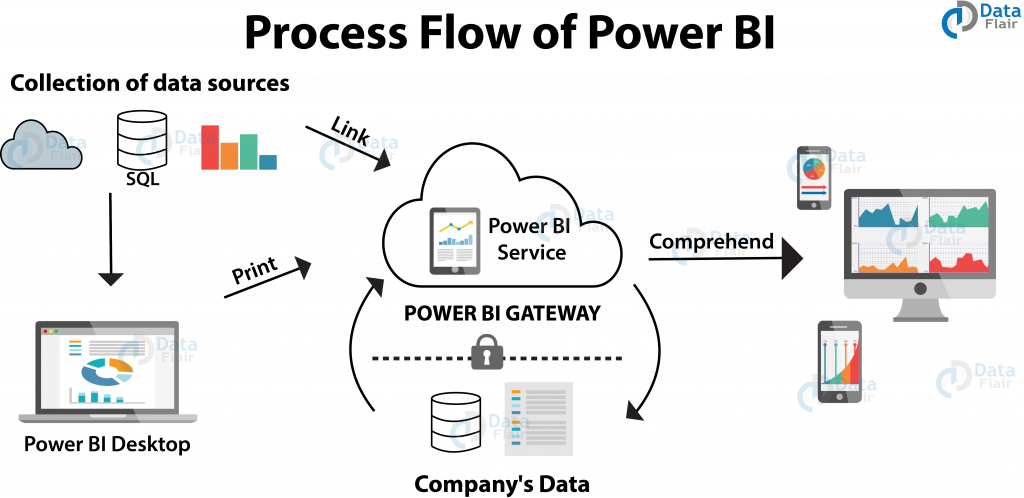 Process Flow of Power BI
Data
Flair
Collection of data sources
SQL
Link
Print
Power BI
Service
Comprehend
POWER BI GATEWAY
Power BI Desktop
Company's Data